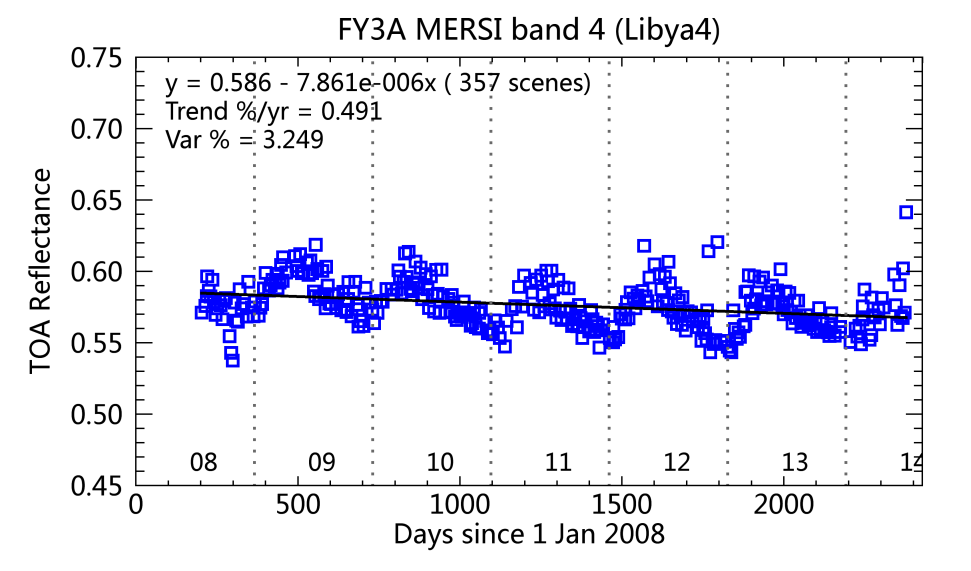 FY3A MERSI band 4 (Libya4)
y = 0.586 - 7.861e-006x ( 357 scenes)
Trend %/yr = 0.491
Var % = 3.249
TOA Reflectance
0.75
0.70
0.65
0.60
0.55
0.50
0.45
08 09 10 11 12 13 14
0 500 1000 1500 2000
Days since 1 Jan 2008